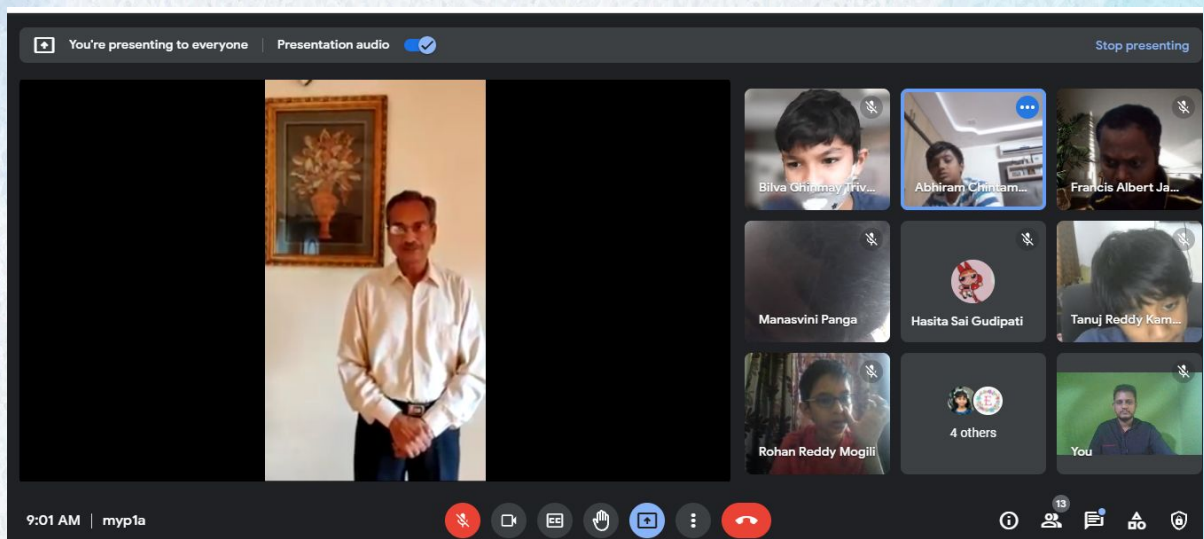 You're presenting to everyone
Presentation audio
Stop presenting
Bilva Chinmay Triv...
Abhiram Chintam...
Francis Albert Ja...
Manasvini Panga
Hasita Sai Gudipati
Tanuj Reddy Kam...
Rohan Reddy Mogili
E
4 others
You
9:01 AM | myp1a
CC
13